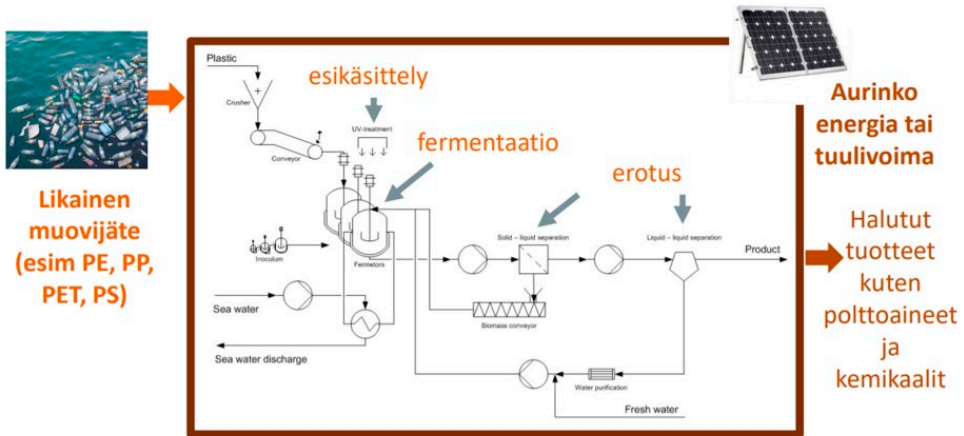 Likainen
muovijäte
(esim PE, PP,
PET, PS)
Plastic
Crusher
Conveyor
esikäsittely
UV-treatment
fermentaatio
Inoculum
Fermetors
Sea water
Sea water discharge
erotus
Solid – liquid separation
Liquid – liquid separation
Biomass conveyor
Water purification
Fresh water
Product
Aurinko
energia tai
tuulivoima
Halutut
tuotteet
kuten
polttoaineet
ja
kemikaalit